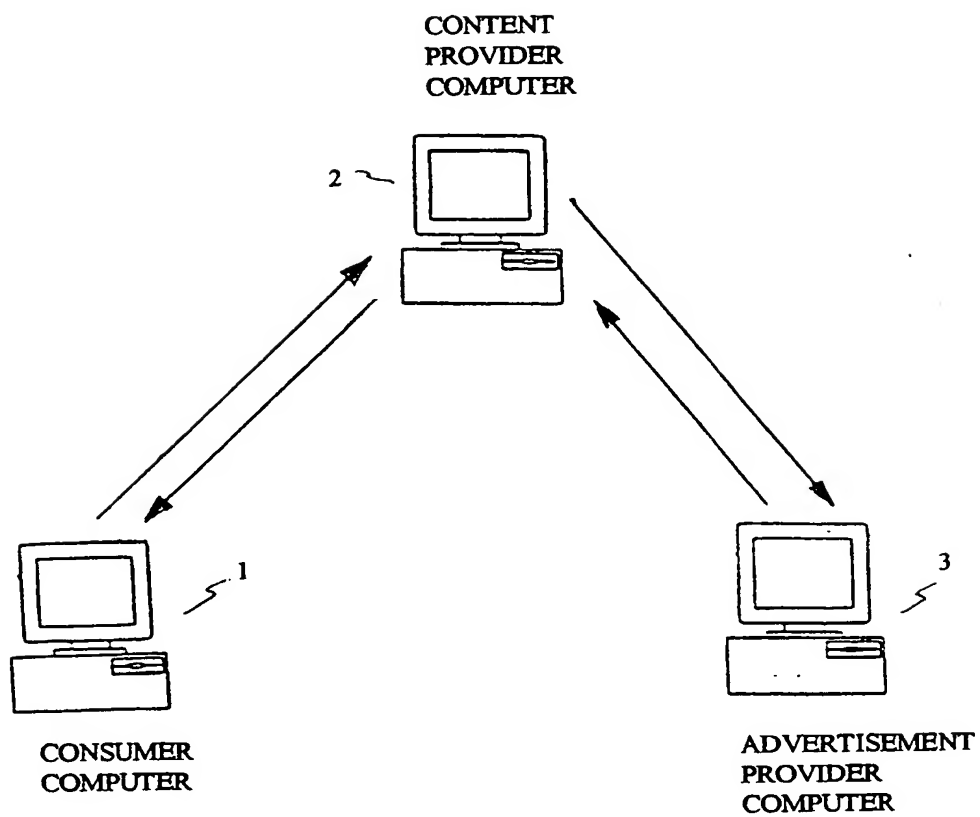 CONTENT
PROVIDER
COMPUTER
2
1
3
CONSUMER
COMPUTER
ADVERTISEMENT
PROVIDER
COMPUTER